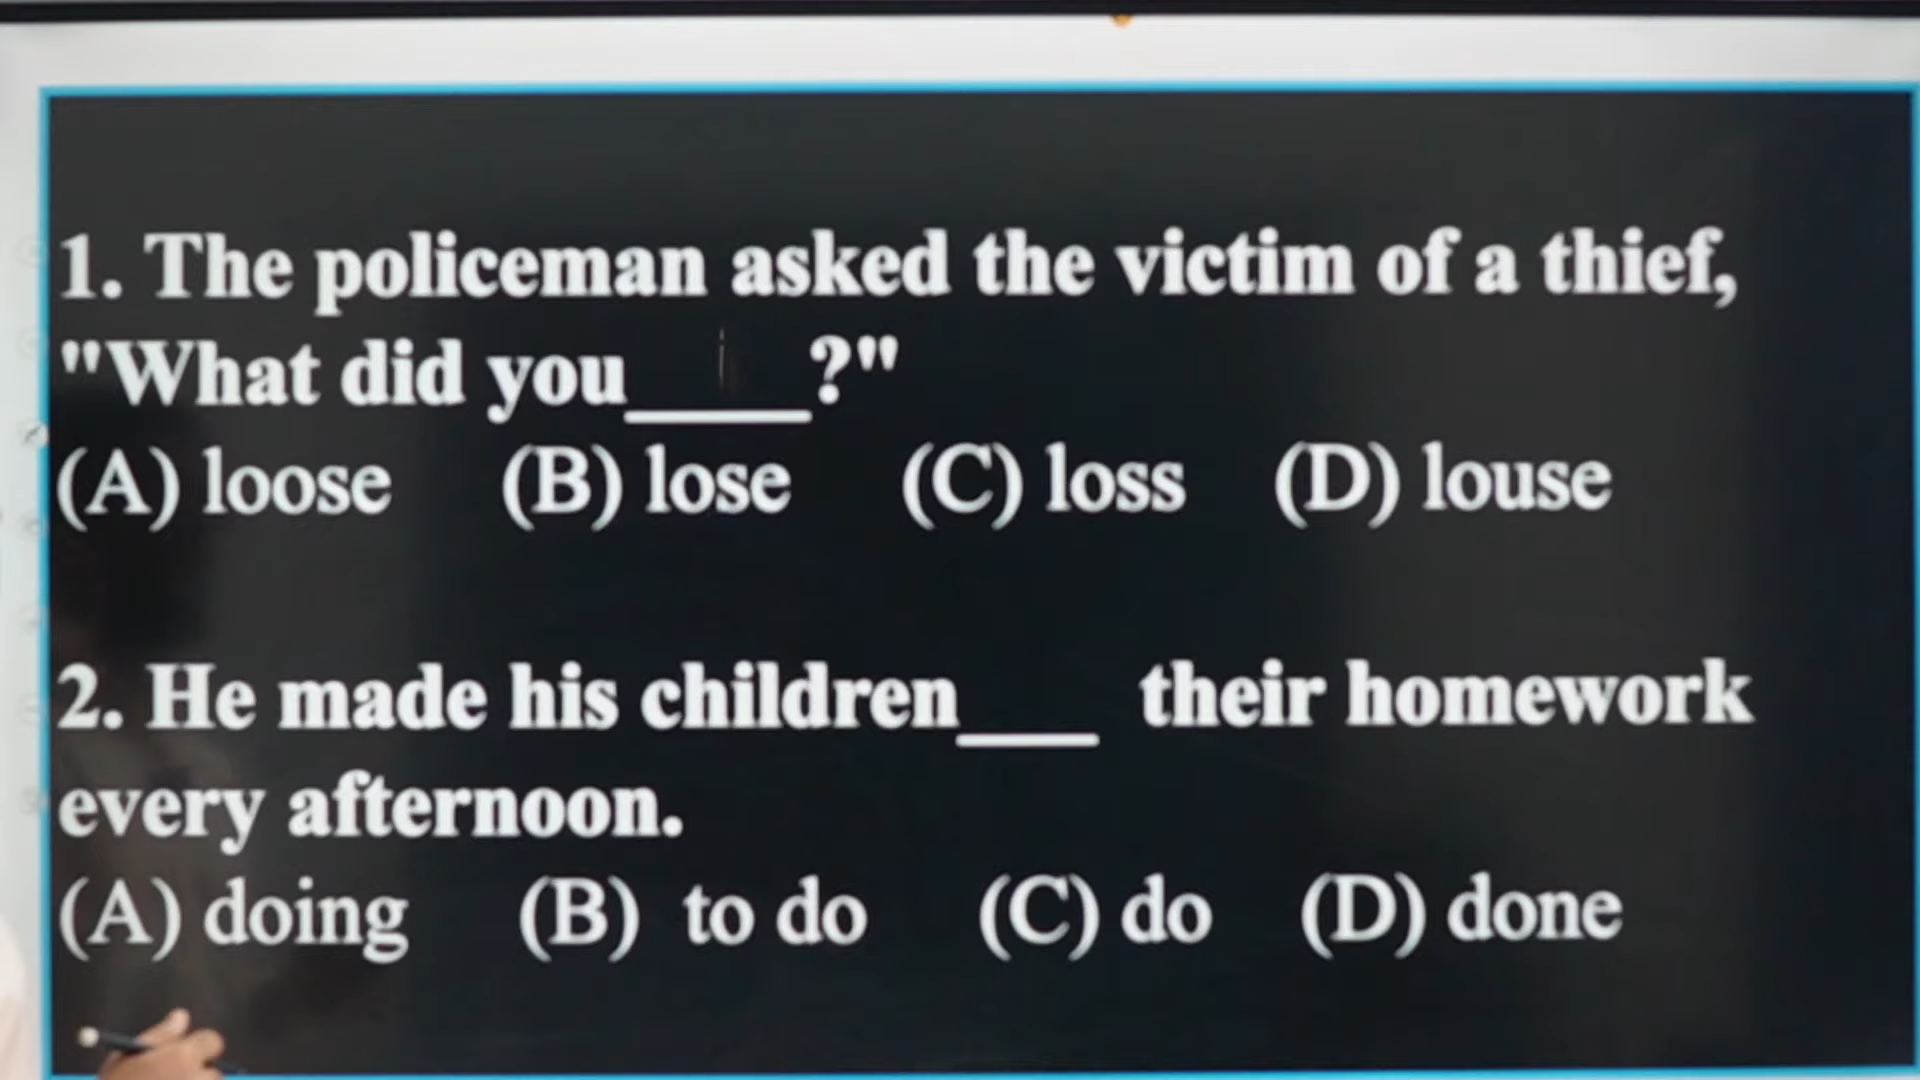 1. The policeman asked the victim of a thief,
"What did you____?"
(A) loose (B) lose (C) loss (D) louse
2. He made his children___ their homework
every afternoon.
(A) doing (B) to do (C) do (D) done